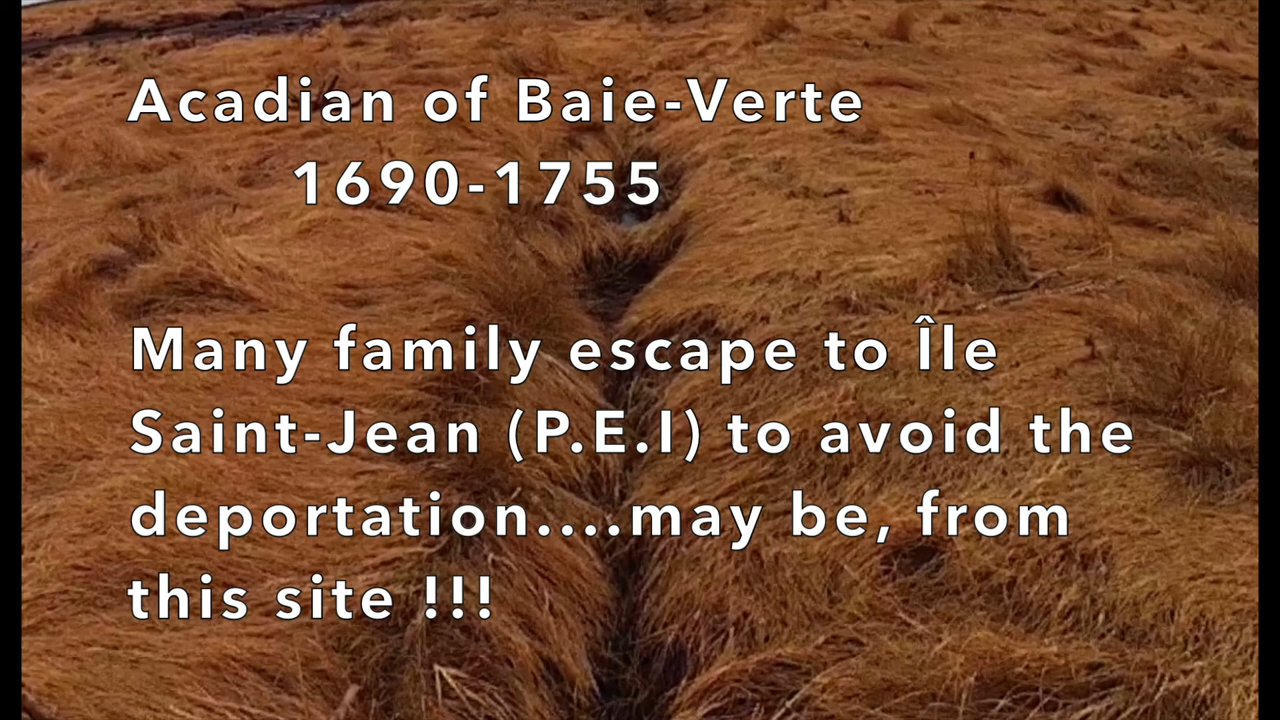 Acadian of Baie-Verte
1690-1755
Many family escape to Île
Saint-Jean (P.E.I) to avoid the
deportation....may be, from
this site !!!